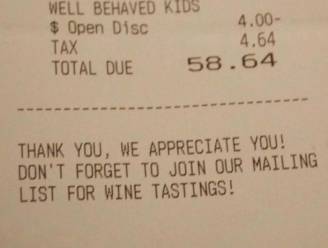 WELL BEHAVED KIDS
$ Open Disc 4.00-
TAX 4.64
TOTAL DUE 58.64
THANK YOU, WE APPRECIATE YOU!
DON'T FORGET TO JOIN OUR MAILING
LIST FOR WINE TASTINGS!